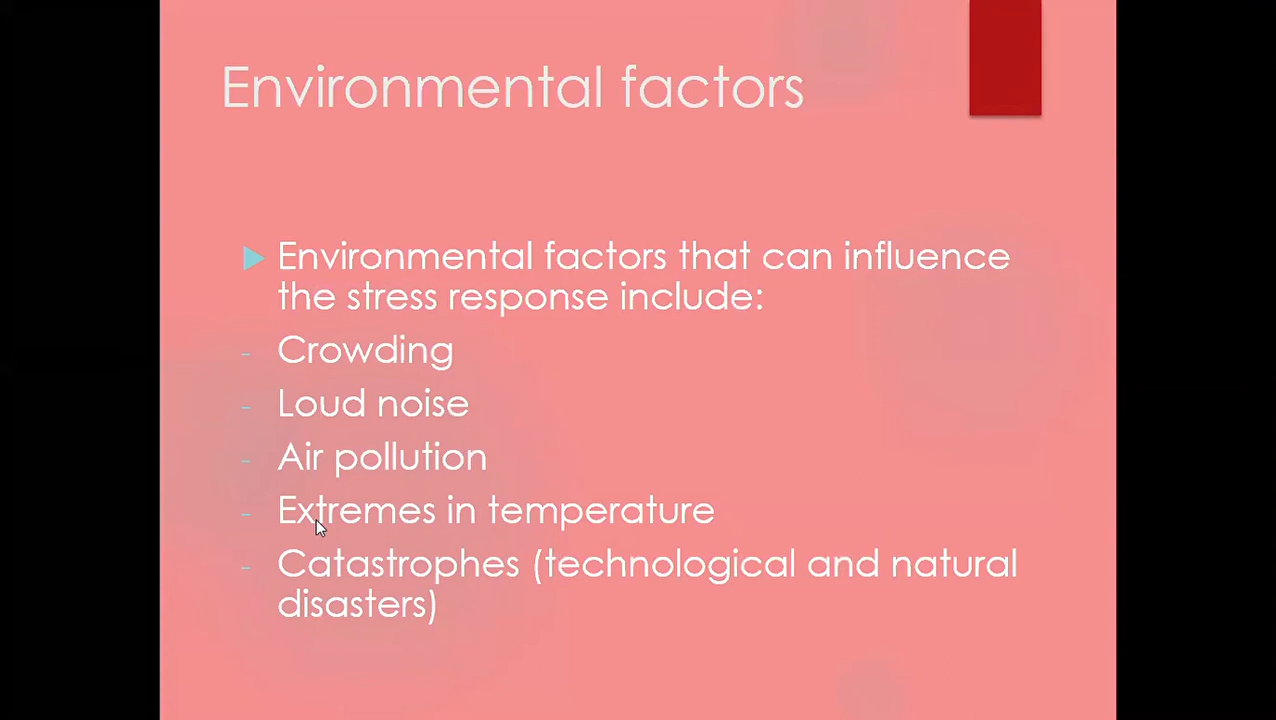 Environmental factors
Environmental factors that can influence
the stress response include:
- Crowding
- Loud noise
- Air pollution
- Extremes in temperature
- Catastrophes (technological and natural
disasters)